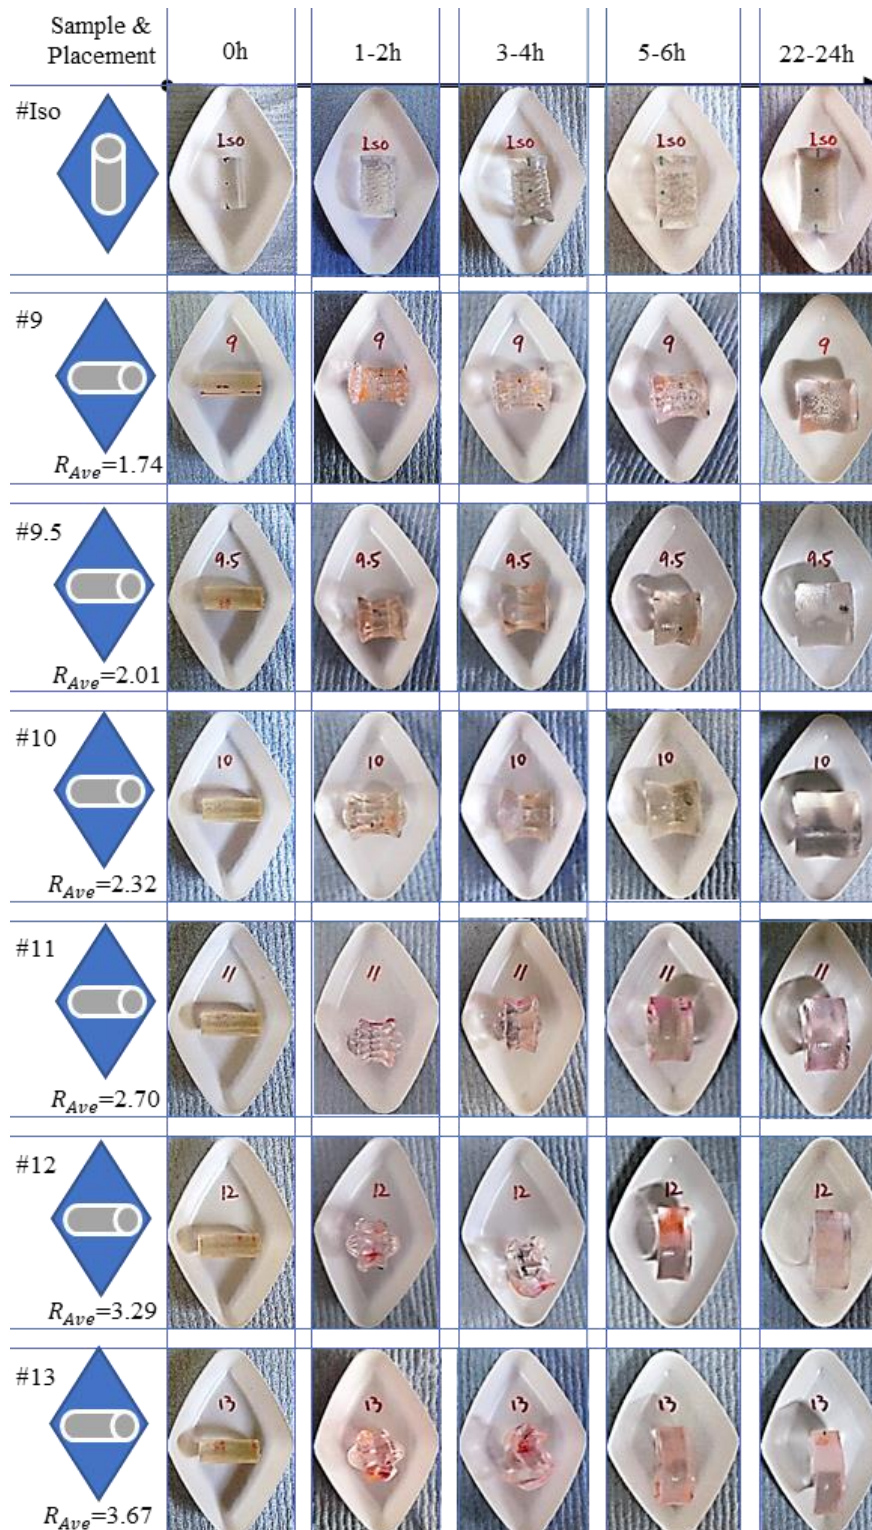 Sample &
Placement
0h
1-2h
3-4h
5-6h
22-24h
#Iso
Iso
Iso
Iso
Iso
Iso
#9
9
9
9
9
9
R_Ave=1.74
#9.5
9.5
9.5
9.5
9.5
9.5
R_Ave=2.01
#10
10
10
10
10
10
R_Ave=2.32
#11
11
11
11
11
11
R_Ave=2.70
#12
12
12
12
12
12
R_Ave=3.29
#13
13
13
13
13
13
R_Ave=3.67